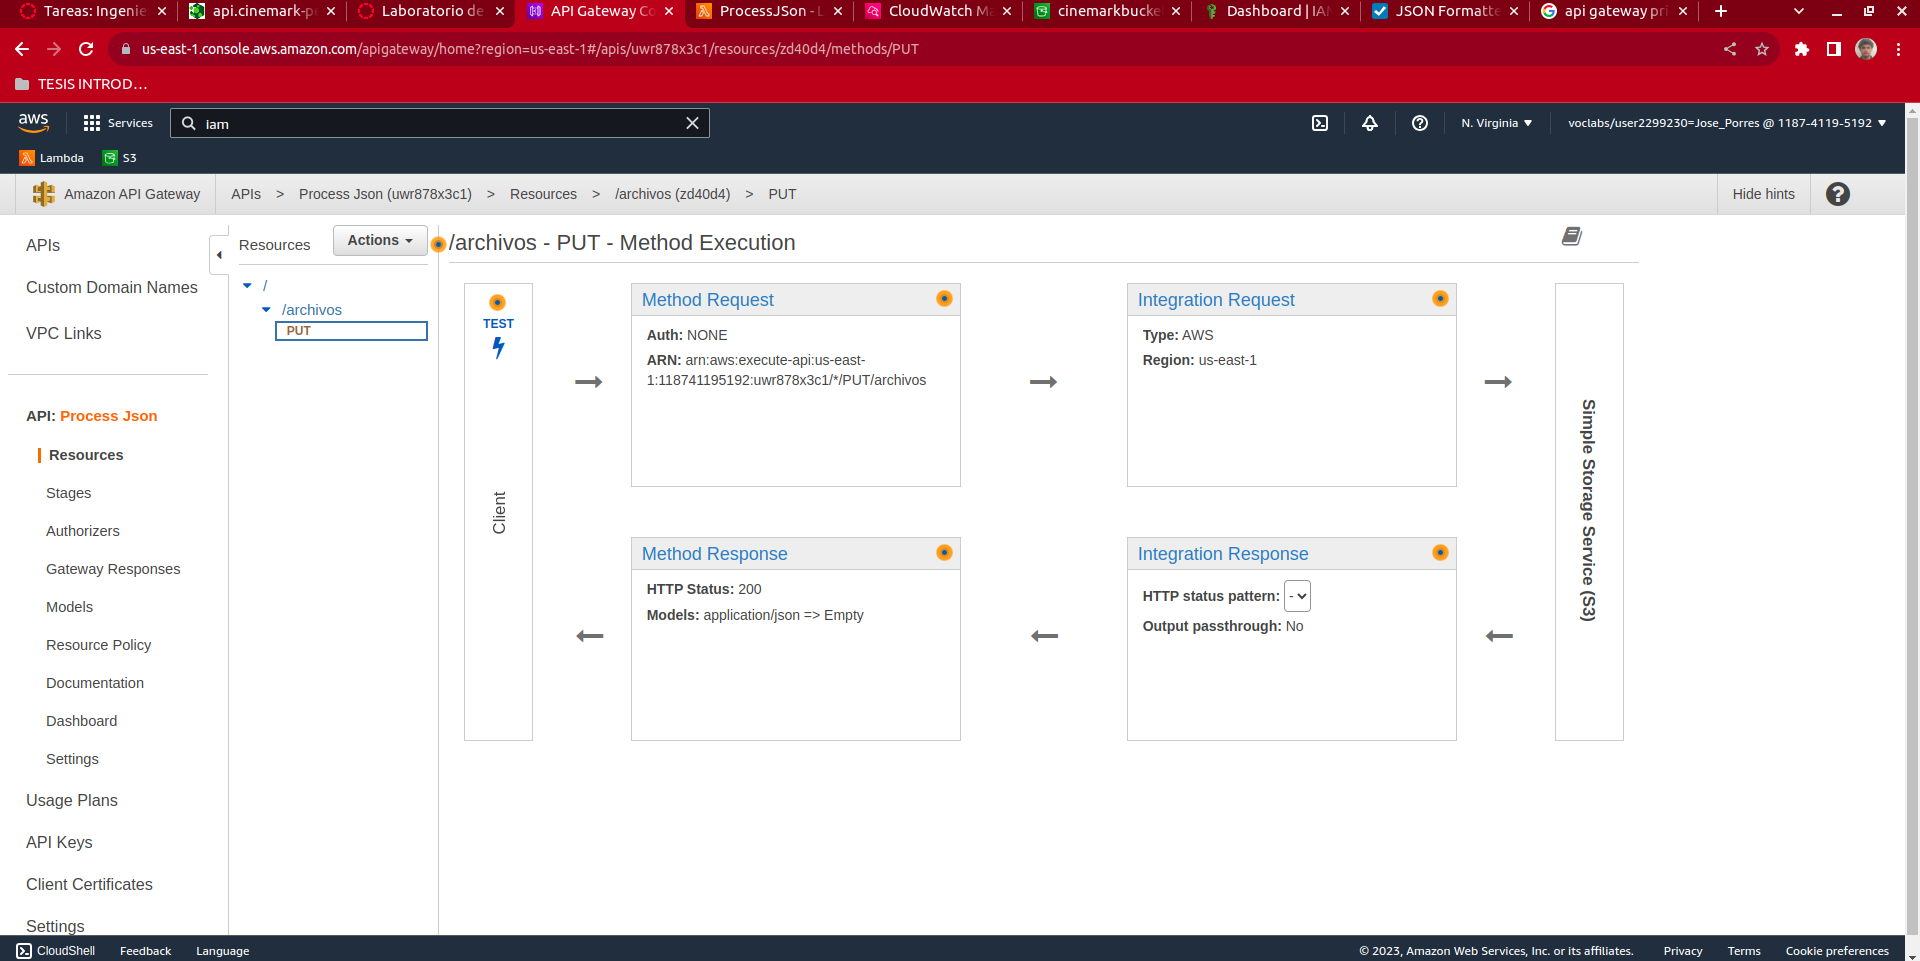 Tareas: Ingenie
api.cinemark-p
Laboratorio de
API Gateway Co
ProcessJSon - L
CloudWatch Ma
cinemarkbucke
Dashboard | IAM
JSON Formatte
api gateway pri
us-east-1.console.aws.amazon.com/apigateway/home?region=us-east-1#/apis/uwr878x3c1/resources/zd40d4/methods/PUT
TESIS INTROD...
aws
Services
iam
N. Virginia
voclabs/user2299230=Jose_Porres @ 1187-4119-5192
Lambda
S3
Amazon API Gateway
APIs > Process Json (uwr878x3c1) > Resources > /archivos (zd40d4) > PUT
Hide hints
APIs
Custom Domain Names
VPC Links
API: Process Json
Resources
Stages
Authorizers
Gateway Responses
Models
Resource Policy
Documentation
Dashboard
Settings
Usage Plans
API Keys
Client Certificates
Settings
Resources
Actions
/
/archivos
PUT
/archivos - PUT - Method Execution
TEST
Client
Method Request
Auth: NONE
ARN: arn:aws:execute-api:us-east-
1:118741195192:uwr878x3c1/*/PUT/archivos
Integration Request
Type: AWS
Region: us-east-1
Simple Storage Service (S3)
Method Response
HTTP Status: 200
Models: application/json => Empty
Integration Response
HTTP status pattern: -
Output passthrough: No
CloudShell
Feedback
Language
© 2023, Amazon Web Services, Inc. or its affiliates.
Privacy
Terms
Cookie preferences